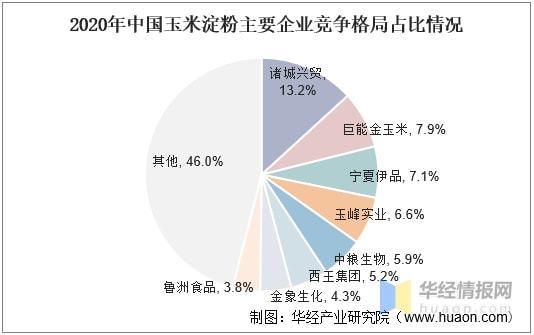 2020年中国玉米淀粉主要企业竞争格局占比情况
诸城兴贸,
13.2%
巨能金玉米, 7.9%
宁夏伊品, 7.1%
玉峰实业, 6.6%
中粮生物, 5.9%
西王集团, 5.2%
金象生化, 4.3%
鲁洲食品, 3.8%
其他, 46.0%
华经情报网
制图：华经产业研究院（www.huaon.com）